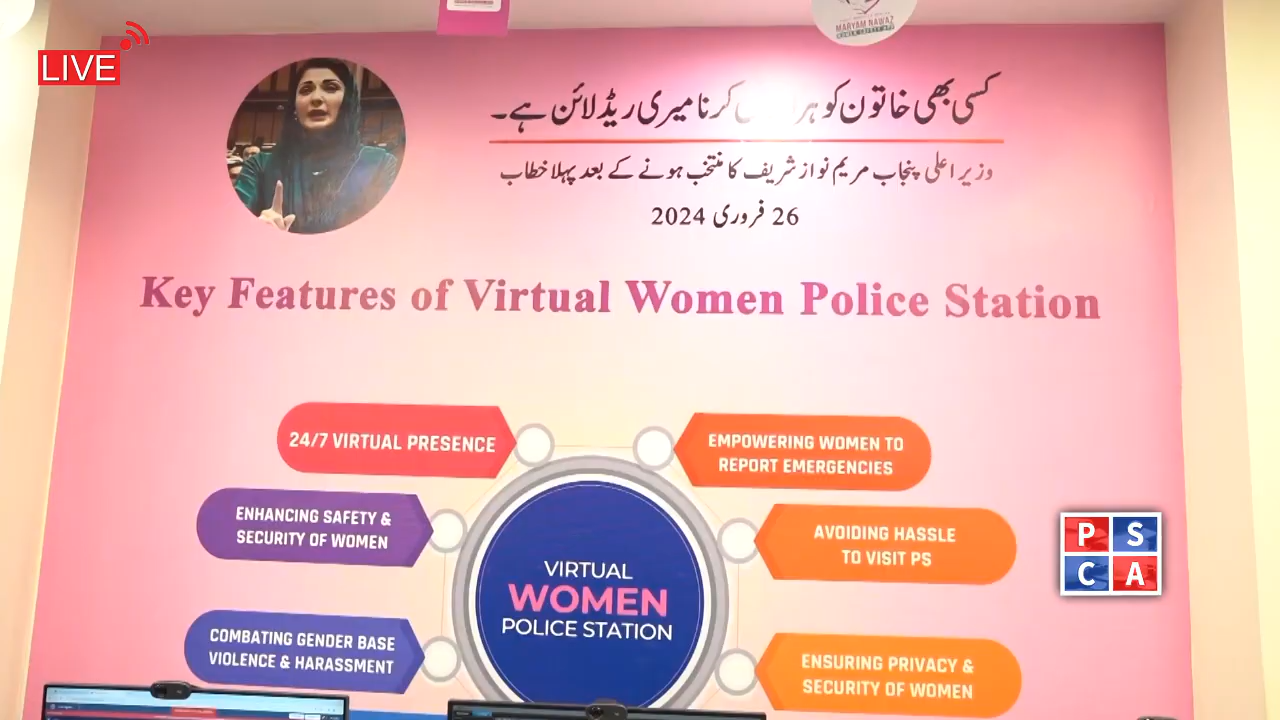 LIVE
MARYAM NAWAZ
WOMEN SAFETY APP
کسی بھی خاتون کو کرنا میری ریڈ لائن ہے۔
وزیر اعلی پنجاب مریم نواز شریف کا منتخب ہونے کے بعد پہلا خطاب
26 فروری 2024
Key Features of Virtual Women Police Station
24/7 VIRTUAL PRESENCE
EMPOWERING WOMEN TO
REPORT EMERGENCIES
ENHANCING SAFETY &
SECURITY OF WOMEN
AVOIDING HASSLE
TO VISIT PS
P S
C A
VIRTUAL
WOMEN
POLICE STATION
COMBATING GENDER BASE
VIOLENCE & HARASSMENT
ENSURING PRIVACY &
SECURITY OF WOMEN